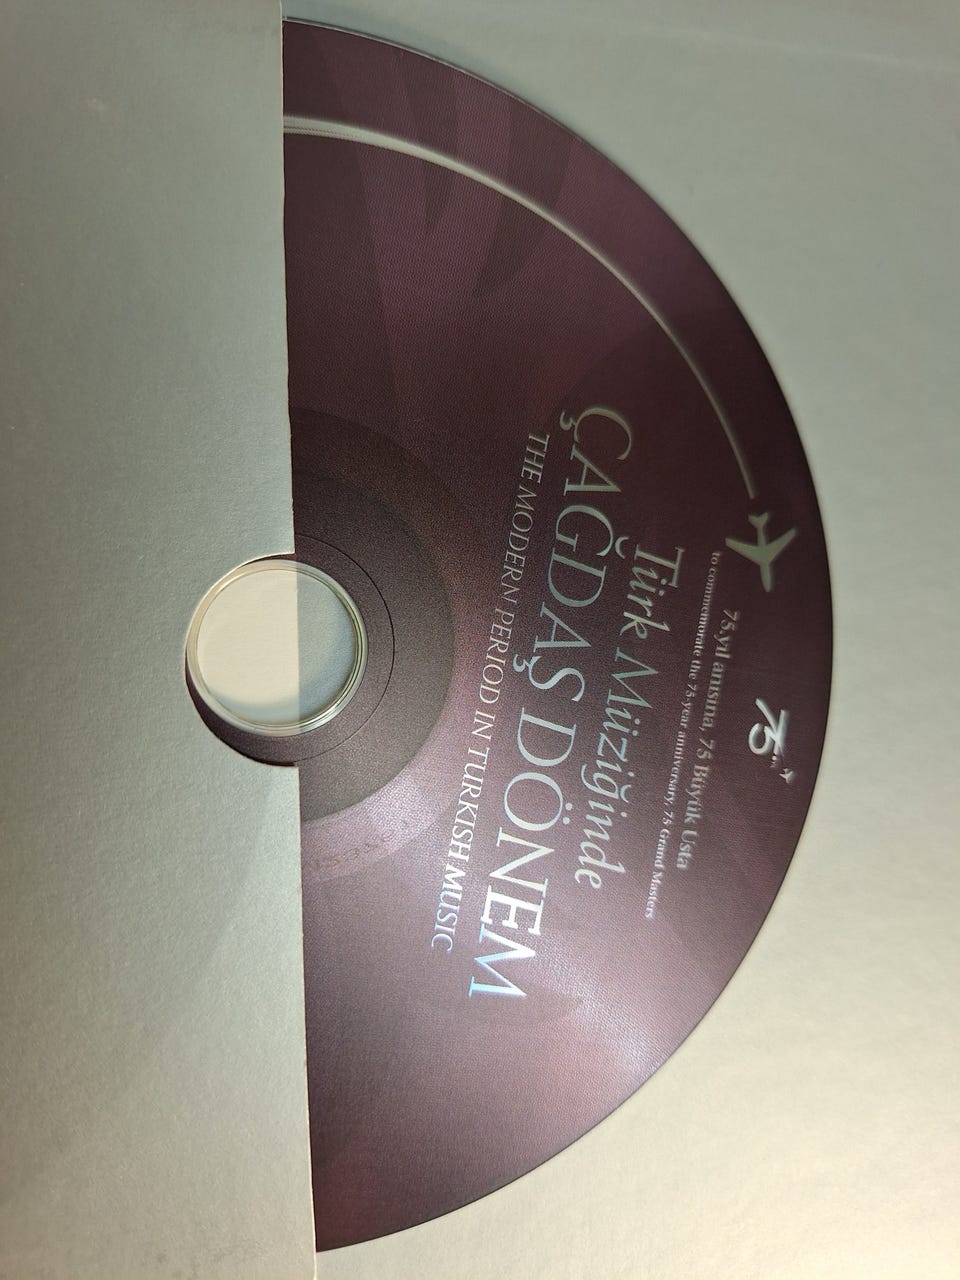 75
75.yıl anısına, 75 Büyük Usta
to commemorate the 75-year anniversary, 75 Grand Masters
Türk Müziğinde
ÇAĞDAŞ DÖNEM
THE MODERN PERIOD IN TURKISH MUSIC